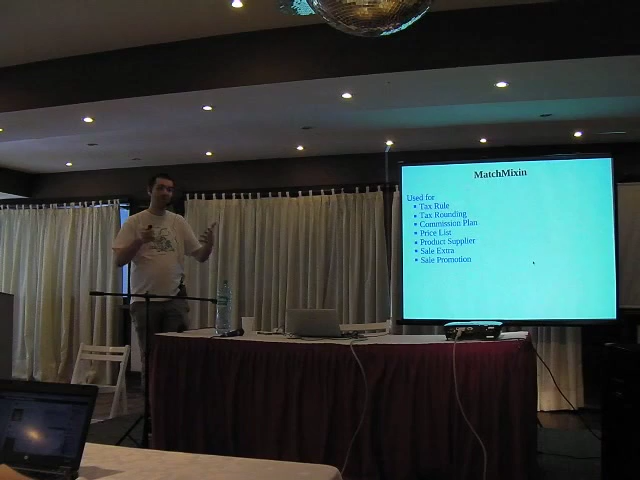 MatchMixin
Used for
Tax Rule
Tax Rounding
Commission Plan
Price List
Product Supplier
Sale Extra
Sale Promotion